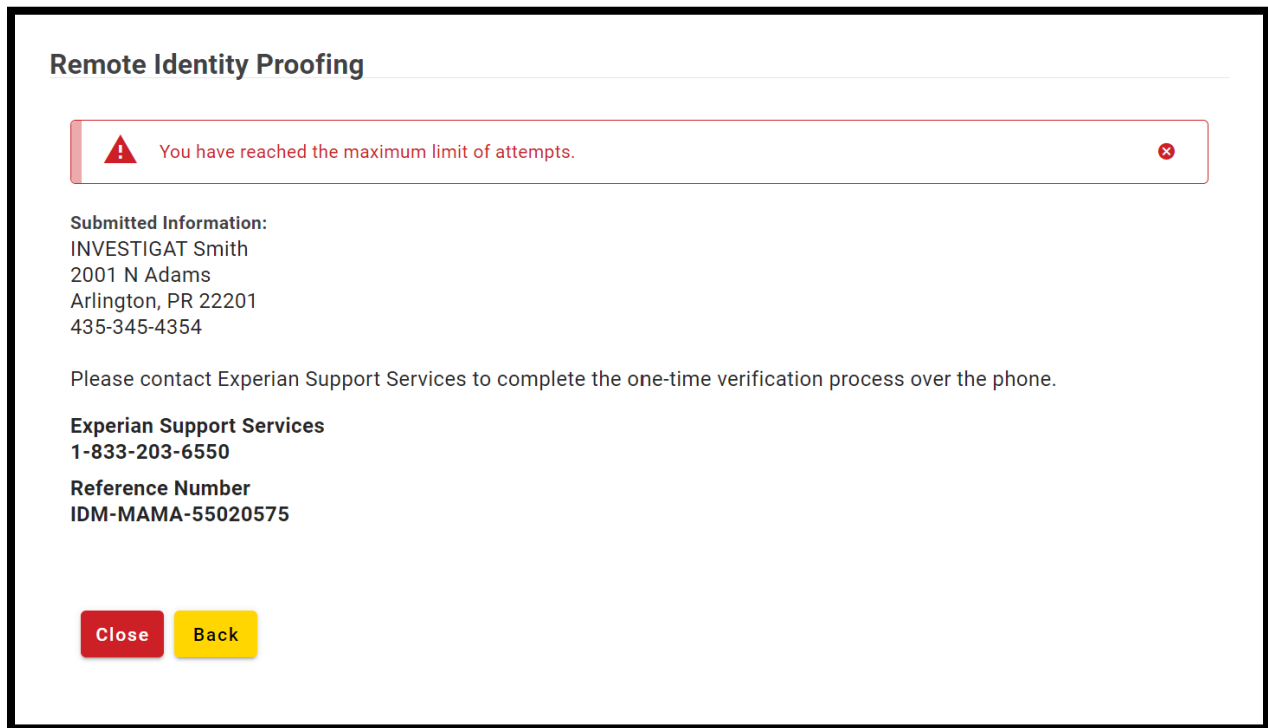 Remote Identity Proofing
You have reached the maximum limit of attempts.
Submitted Information:
INVESTIGAT Smith
2001 N Adams
Arlington, PR 22201
435-345-4354
Please contact Experian Support Services to complete the one-time verification process over the phone.
Experian Support Services
1-833-203-6550
Reference Number
IDM-MAMA-55020575
Close Back